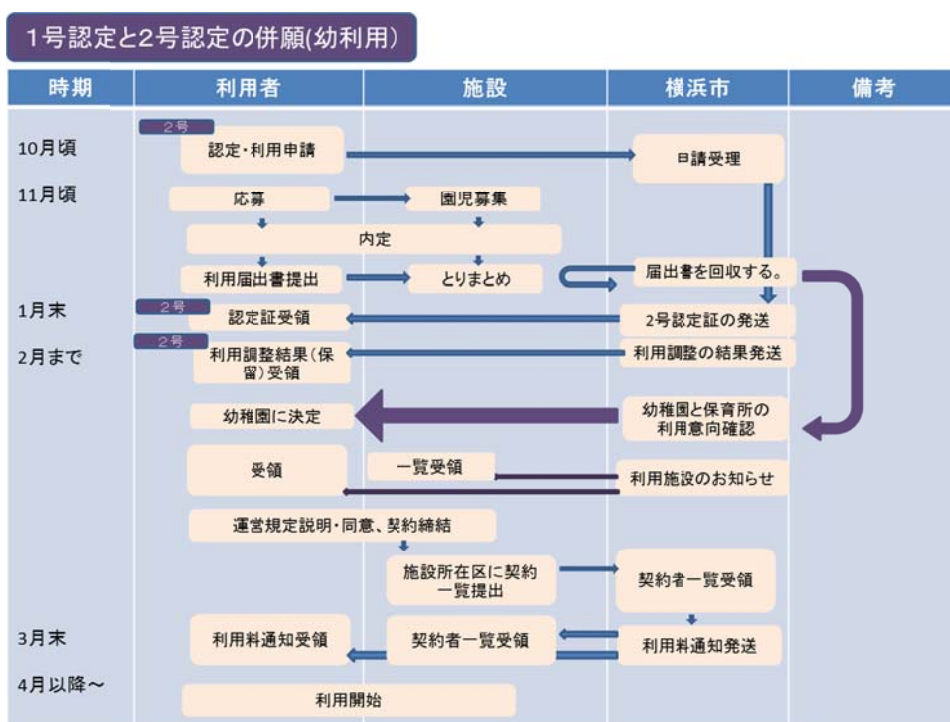 １号認定と２号認定の併願(幼利用）
時期 利用者 施設 横浜市 備考
２号
10月頃 認定・利用申請 日請受理
11月頃 応募 園児募集
内定
利用届出書提出 とりまとめ 届出書を回収する。
1月末 ２号 認定証受領 2号認定証の発送
2月まで ２号 利用調整結果（保
留）受領 利用調整の結果発送
幼稚園に決定 幼稚園と保育所の
利用意向確認
受領 一覧受領 利用施設のお知らせ
運営規定説明・同意、契約締結
施設所在区に契約
一覧提出 契約者一覧受領
3月末 利用料通知受領 契約者一覧受領 利用料通知発送
4月以降～ 利用開始